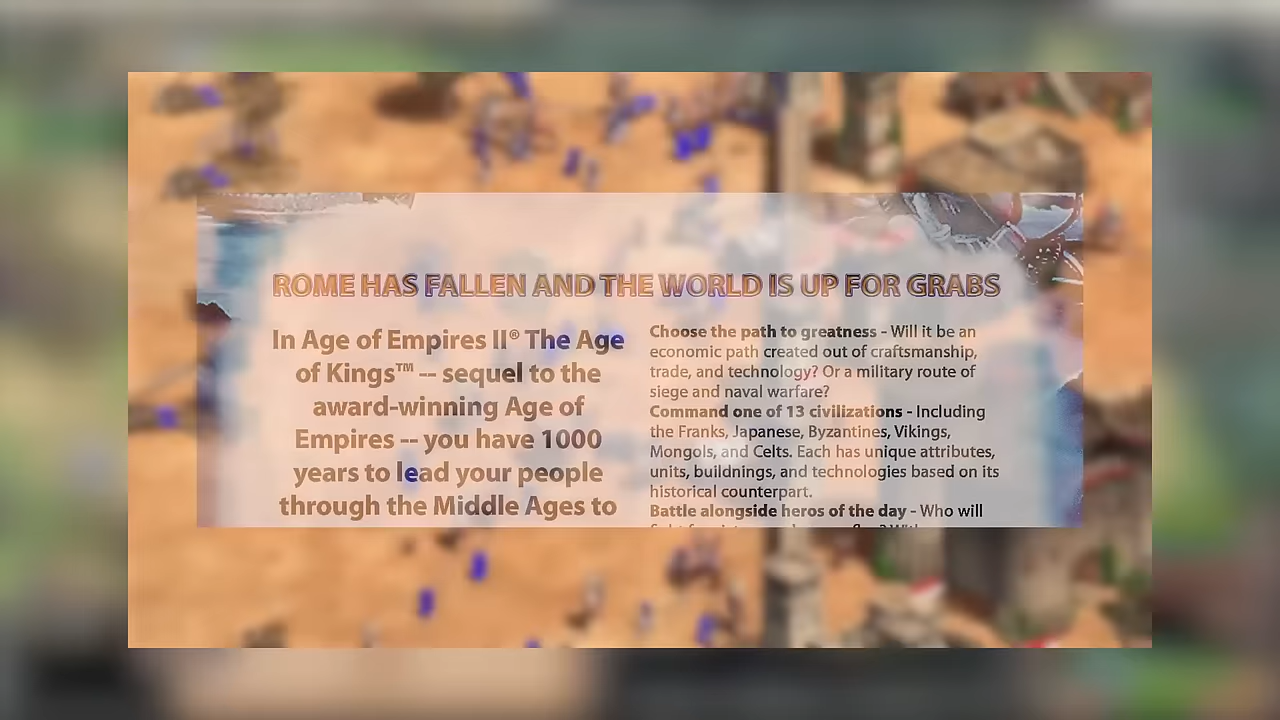 ROME HAS FALLEN AND THE WORLD IS UP FOR GRABS
In Age of Empires II® The Age
of Kings™ -- sequel to the
award-winning Age of
Empires -- you have 1000
years to lead your people
through the Middle Ages to
Choose the path to greatness - Will it be an
economic path created out of craftsmanship,
trade, and technology? Or a military route of
siege and naval warfare?
Command one of 13 civilizations - Including
the Franks, Japanese, Byzantines, Vikings,
Mongols, and Celts. Each has unique attributes,
units, buildnings, and technologies based on its
historical counterpart.
Battle alongside heros of the day - Who will